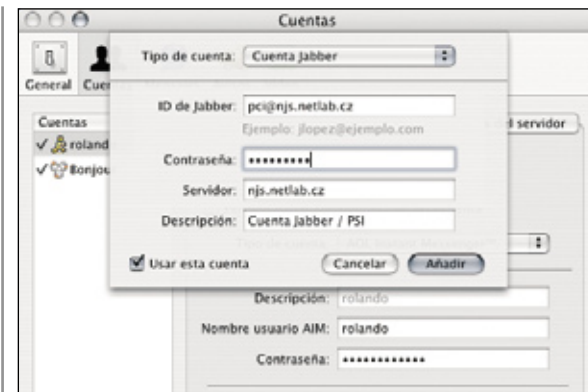 Cuentas
General
Tipo de cuenta: Cuenta Jabber
ID de Jabber: pci@njs.netlab.cz
Ejemplo: jlopez@ejemplo.com
Contraseña: •••••••••
Servidor: njs.netlab.cz
Descripción: Cuenta Jabber / PSI
Usar esta cuenta
Cancelar
Añadir
Cuentas
roland
Bonjou
l servidor
Descripción: rolando
Nombre usuario AIM: rolando
Contraseña: ••••••••••••